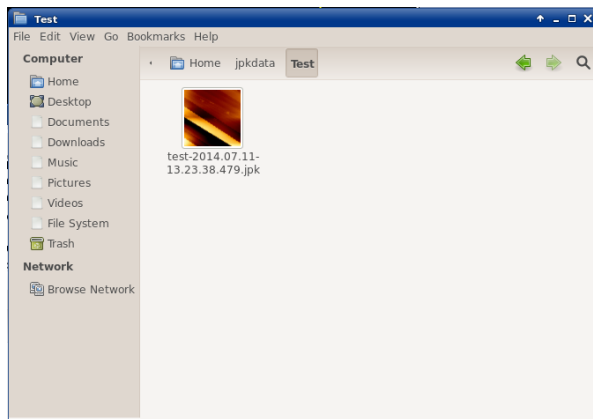 Test
File Edit View Go Bookmarks Help
Computer
Home
Desktop
Documents
Downloads
Music
Pictures
Videos
File System
Trash
Network
Browse Network
Home jpkdata Test
test-2014.07.11-
13.23.38.479.jpk